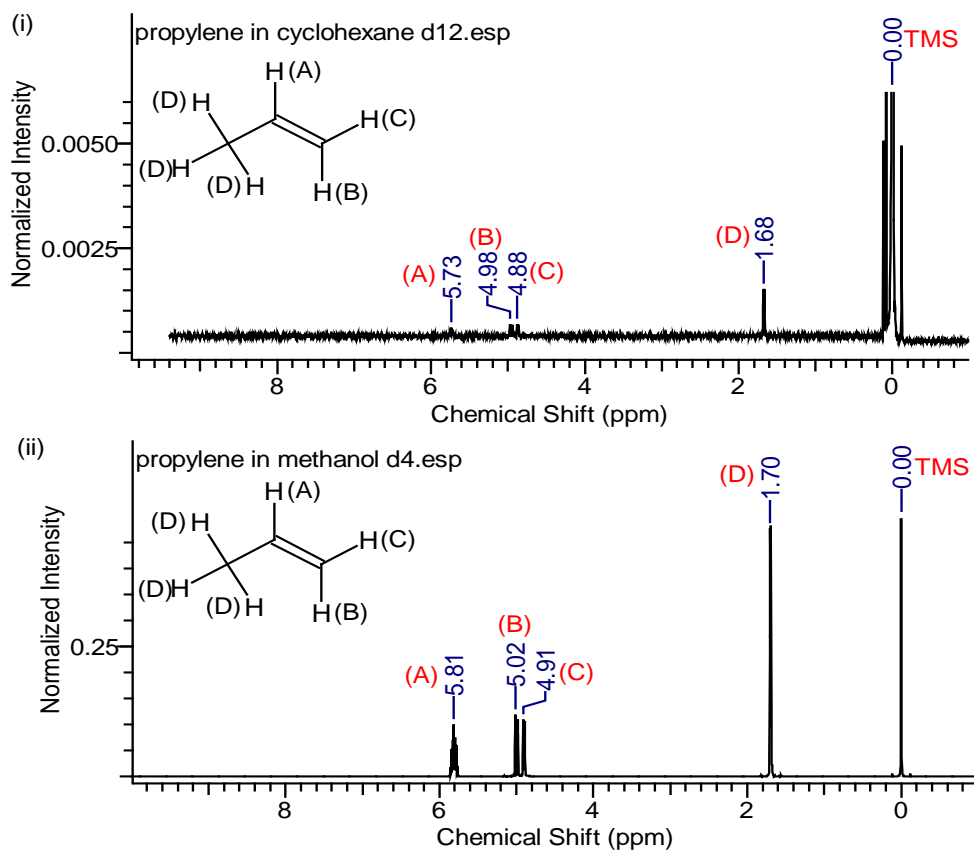 (i)
propylene in cyclohexane d12.esp
0.00 TMS
H (A)
(D) H
H (C)
(D) H
(D) H
H (B)
Normalized Intensity
0.0050
0.0025
(A) 5.73
(B) 4.98
4.88 (C)
(D) 1.68
8 6 4 2 0
Chemical Shift (ppm)
(ii)
propylene in methanol d4.esp
(D) 1.70
0.00 TMS
H (A)
(D) H
H (C)
(D) H
(D) H
H (B)
Normalized Intensity
0.25
(A) 5.81
(B) 5.02
4.91 (C)
8 6 4 2 0
Chemical Shift (ppm)